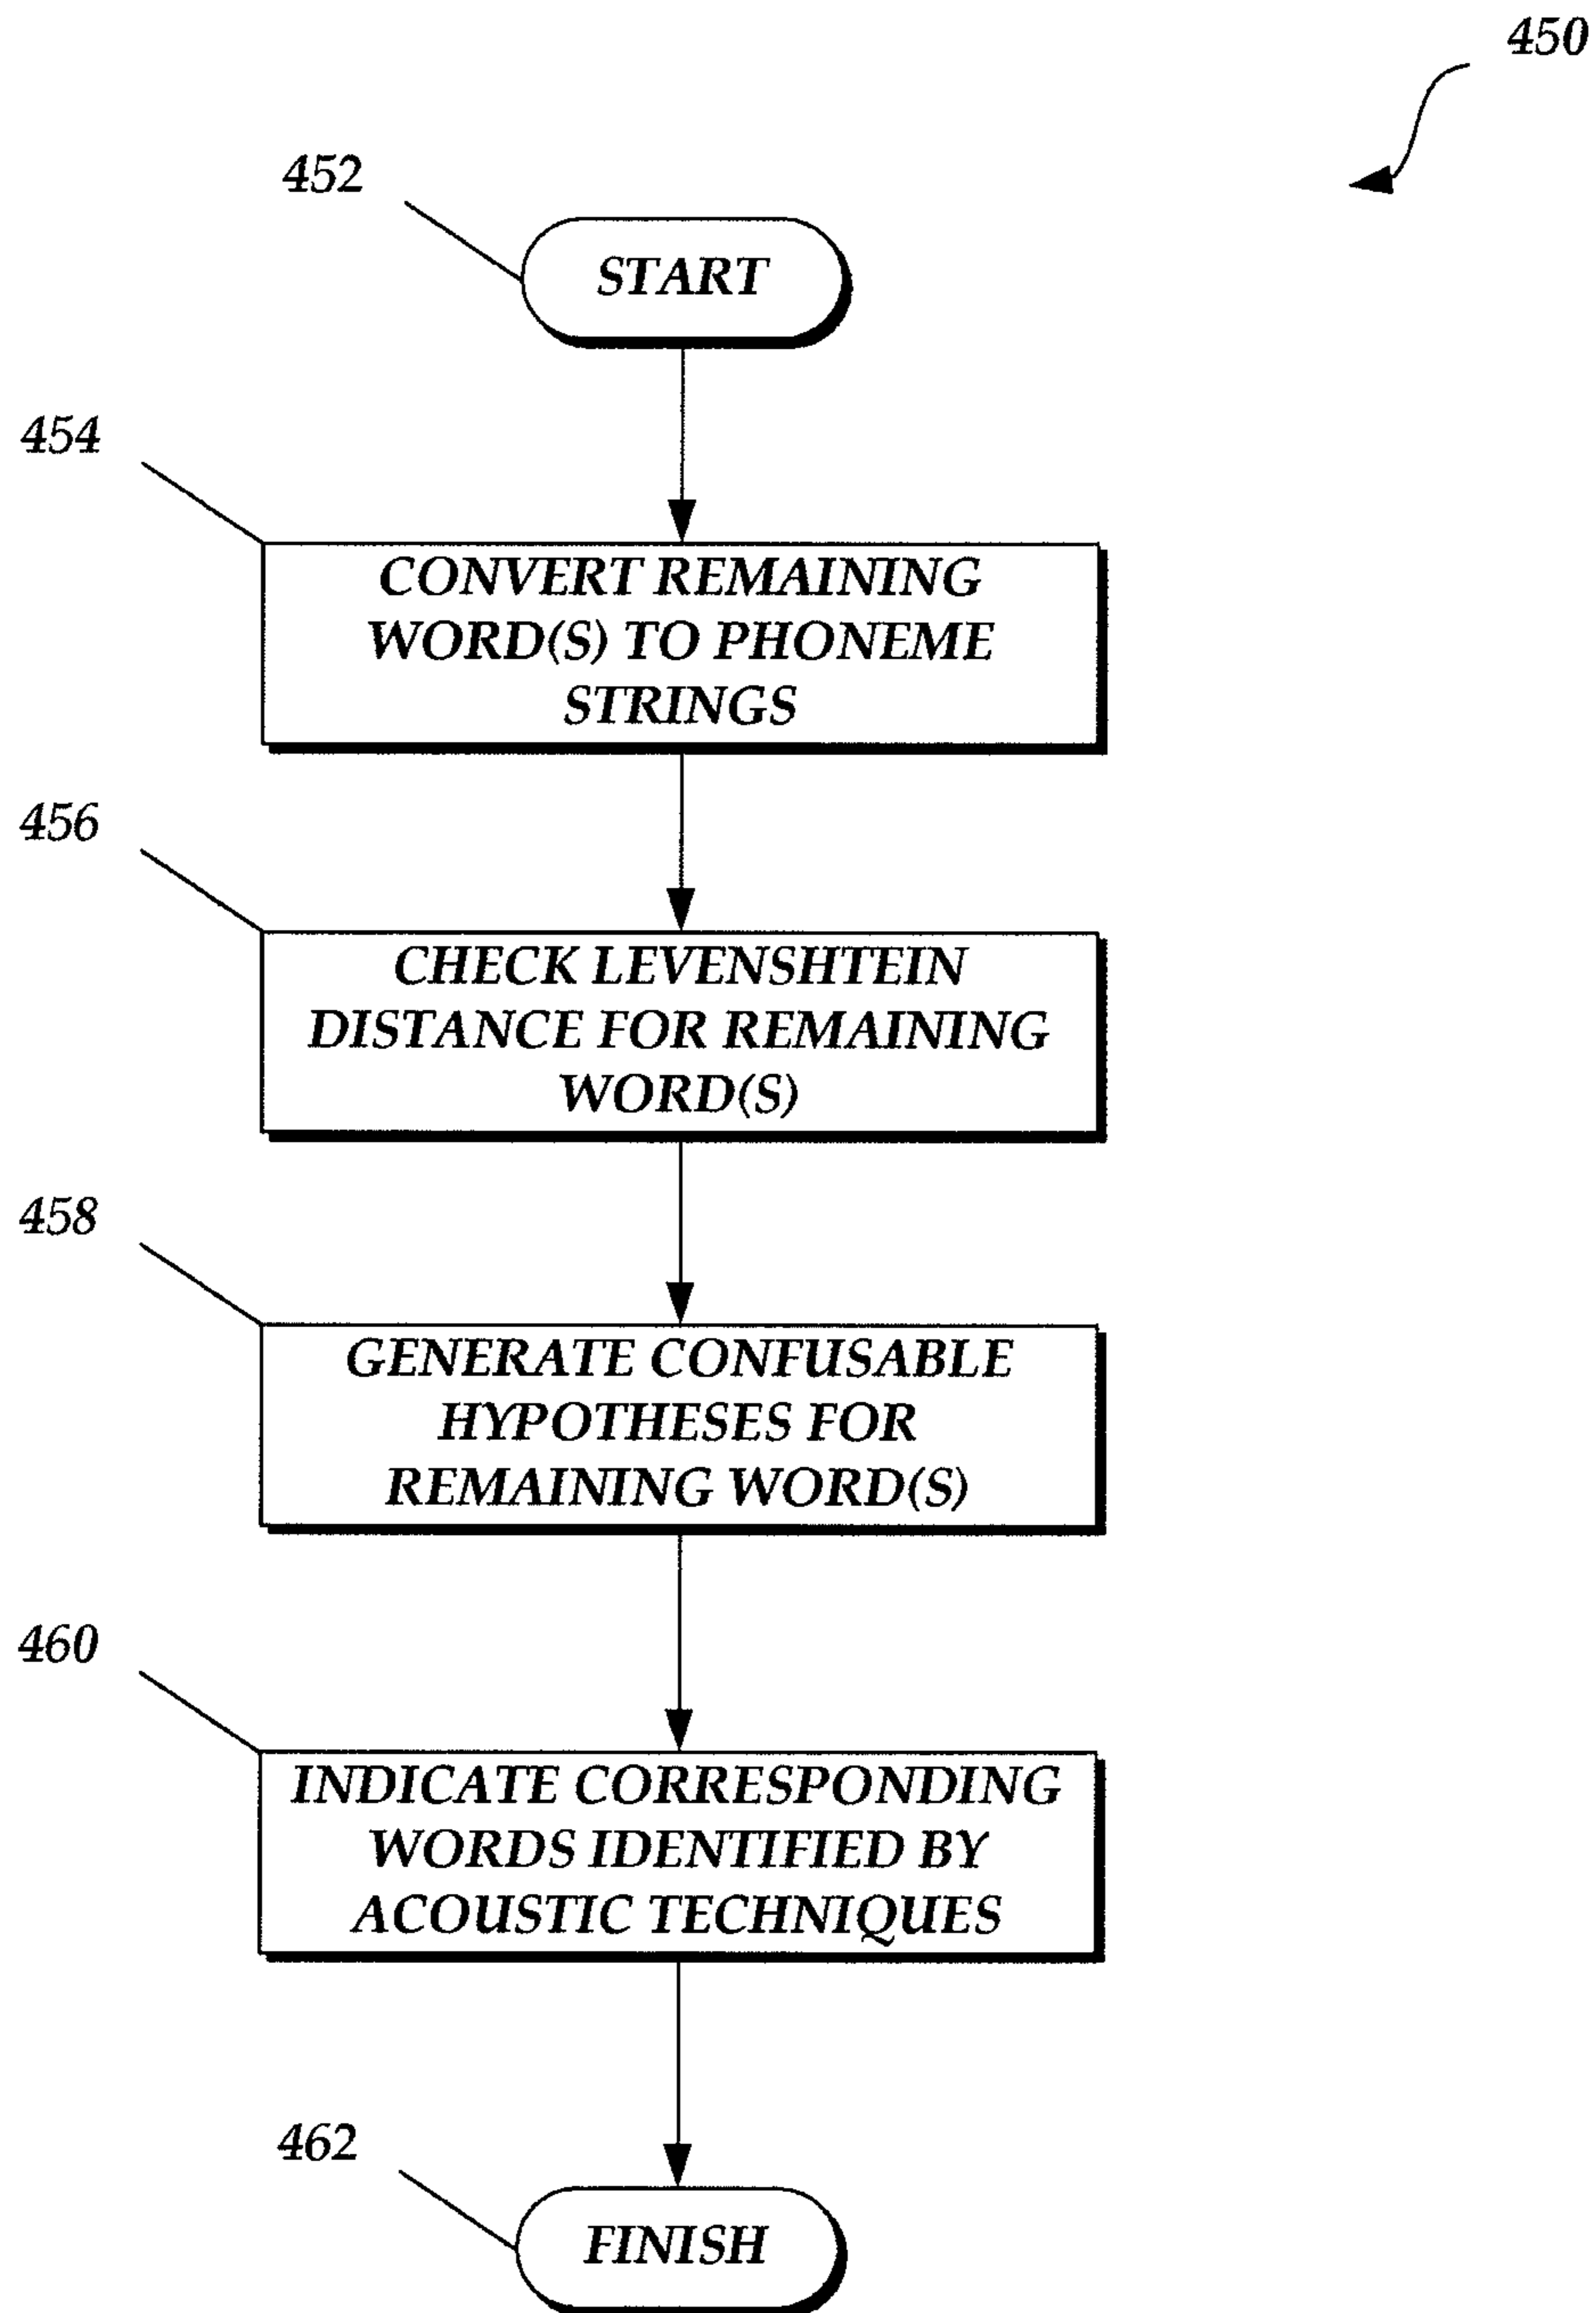 450
452
START
454
CONVERT REMAINING
WORD(S) TO PHONEME
STRINGS
456
CHECK LEVENSHTEIN
DISTANCE FOR REMAINING
WORD(S)
458
GENERATE CONFUSABLE
HYPOTHESES FOR
REMAINING WORD(S)
460
INDICATE CORRESPONDING
WORDS IDENTIFIED BY
ACOUSTIC TECHNIQUES
462
FINISH